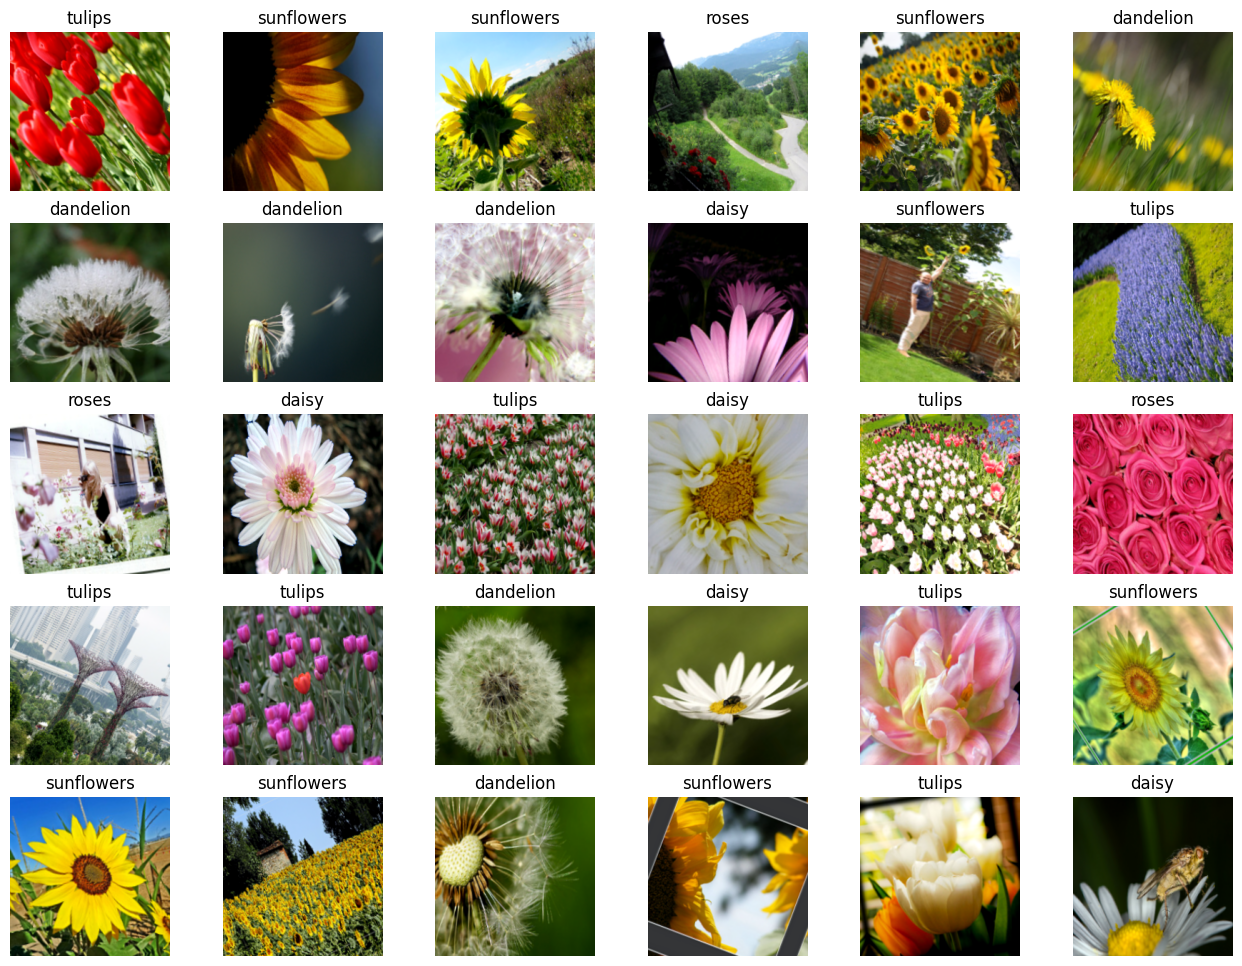 tulips sunflowers sunflowers roses sunflowers dandelion
dandelion dandelion dandelion daisy sunflowers tulips
roses daisy tulips daisy tulips roses
tulips tulips dandelion daisy tulips sunflowers
sunflowers sunflowers dandelion sunflowers tulips daisy